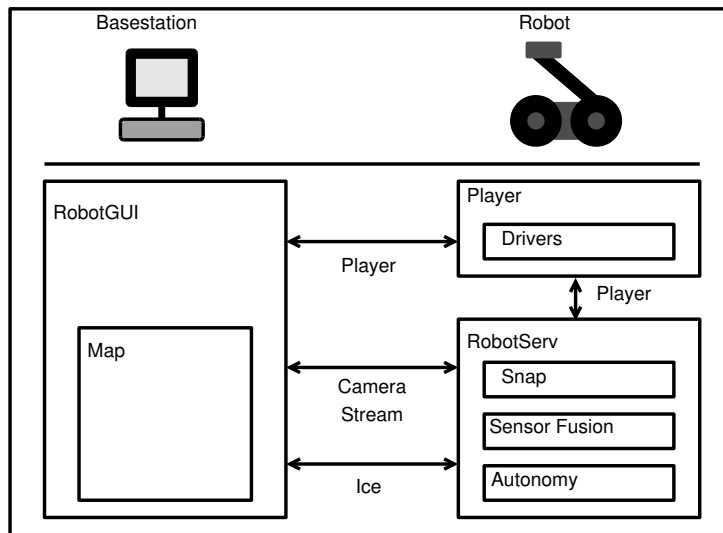 Basestation
Robot
RobotGUI
Player
Drivers
Player
Player
Map
RobotServ
Snap
Camera
Stream
Sensor Fusion
Autonomy
Ice